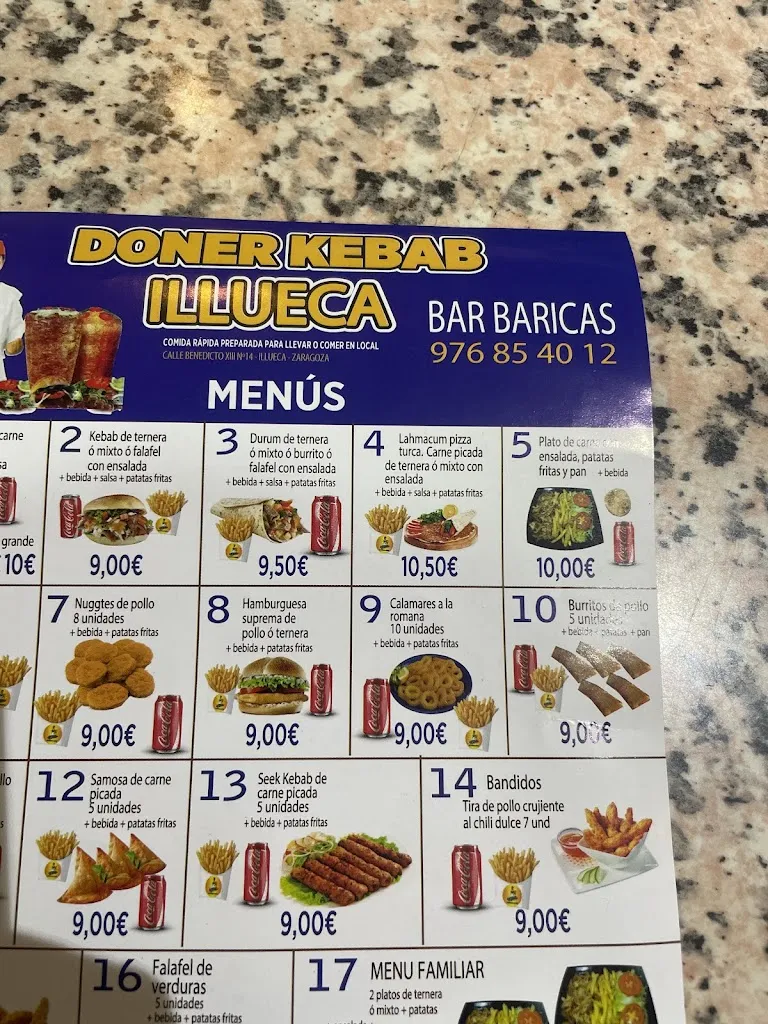 DONER KEBAB
ILLUECA
COMIDA RÁPIDA PREPARADA PARA LLEVAR O COMER EN LOCAL
CALLE BENEDICTO XIII Nº14 - ILLUECA - ZARAGOZA
BAR BARICAS
976 85 40 12
MENÚS
carne
sa
grande
10€
2 Kebab de ternera
ó mixto ó falafel
con ensalada
+ bebida + salsa + patatas fritas
9,00€
3 Durum de ternera
ó mixto ó burrito ó
falafel con ensalada
+ bebida + salsa + patatas fritas
9,50€
4 Lahmacum pizza
turca. Carne picada
de ternera ó mixto con
ensalada
+ bebida + salsa + patatas fritas
10,50€
5 Plato de carne con
ensalada, patatas
fritas y pan + bebida
10,00€
7 Nuggtes de pollo
8 unidades
+ bebida + patatas fritas
9,00€
8 Hamburguesa
suprema de
pollo ó ternera
+ bebida + patatas fritas
9,00€
9 Calamares a la
romana
10 unidades
+ bebida + patatas fritas
9,00€
10 Burritos de pollo
5 unidades
+ bebida + patatas + pan
9,00€
llo
s
12 Samosa de carne
picada
5 unidades
+ bebida + patatas fritas
9,00€
13 Seek Kebab de
carne picada
5 unidades
+ bebida + patatas fritas
9,00€
14 Bandidos
Tira de pollo crujiente
al chili dulce 7 und
9,00€
16 Falafel de
verduras
5 unidades
+ bebida + patatas fritas
17 MENU FAMILIAR
2 platos de ternera
ó mixto + patatas